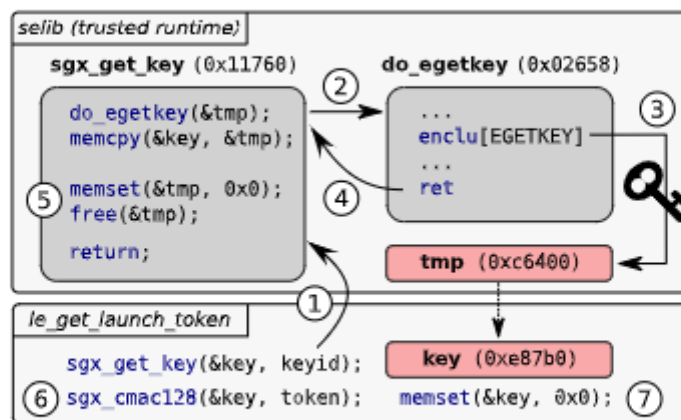 selib (trusted runtime)
sgx_get_key (0x11760)
do_egetkey(&tmp);
memcpy(&key, &tmp);
5
memset(&tmp, 0x0);
free(&tmp);
return;
2
4
do_egetkey (0x02658)
...
enclu[EGETKEY]
...
ret
3
tmp (0xc6400)
1
le_get_launch_token
sgx_get_key(&key, keyid);
6
sgx_cmac128(&key, token);
key (0xe87b0)
memset(&key, 0x0);
7